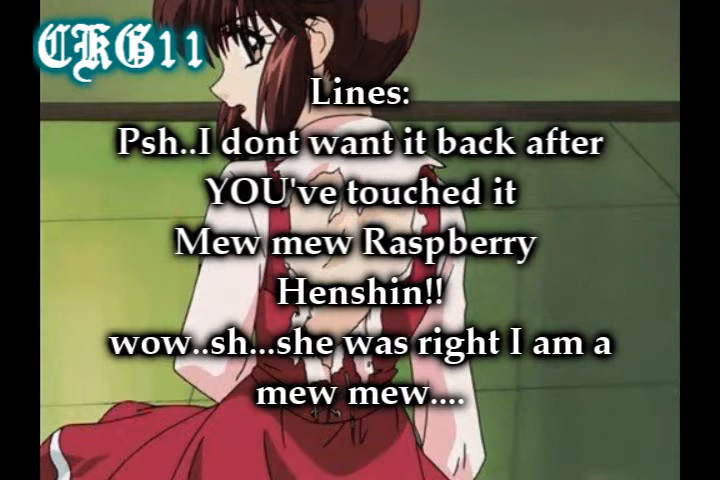 CKG11
Lines:
Psh..I dont want it back after
YOU've touched it
Mew mew Raspberry
Henshin!!
wow..sh...she was right I am a
mew mew....